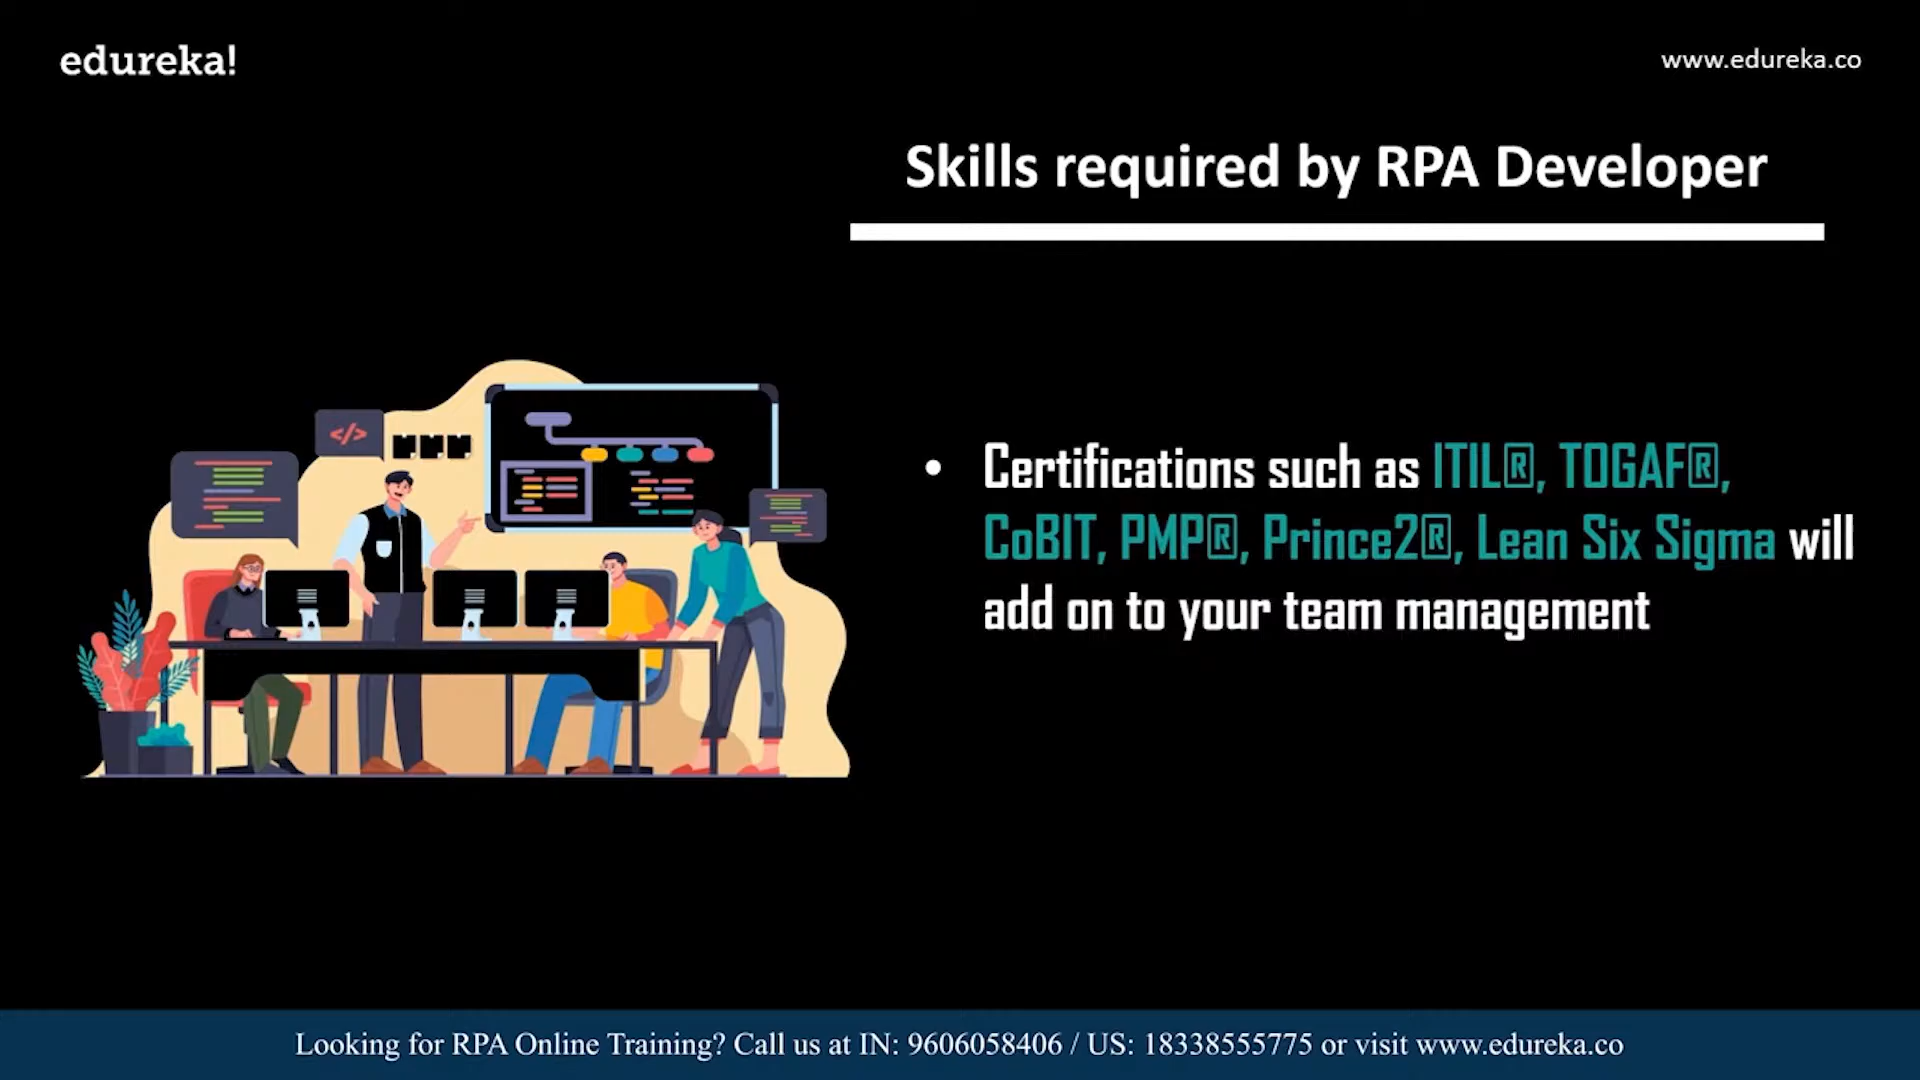 edureka!
www.edureka.co
Skills required by RPA Developer
</>
• Certifications such as ITIL®, TOGAF®,
CoBIT, PMP®, Prince2®, Lean Six Sigma will
add on to your team management
Looking for RPA Online Training? Call us at IN: 9606058406 / US: 18338555775 or visit www.edureka.co